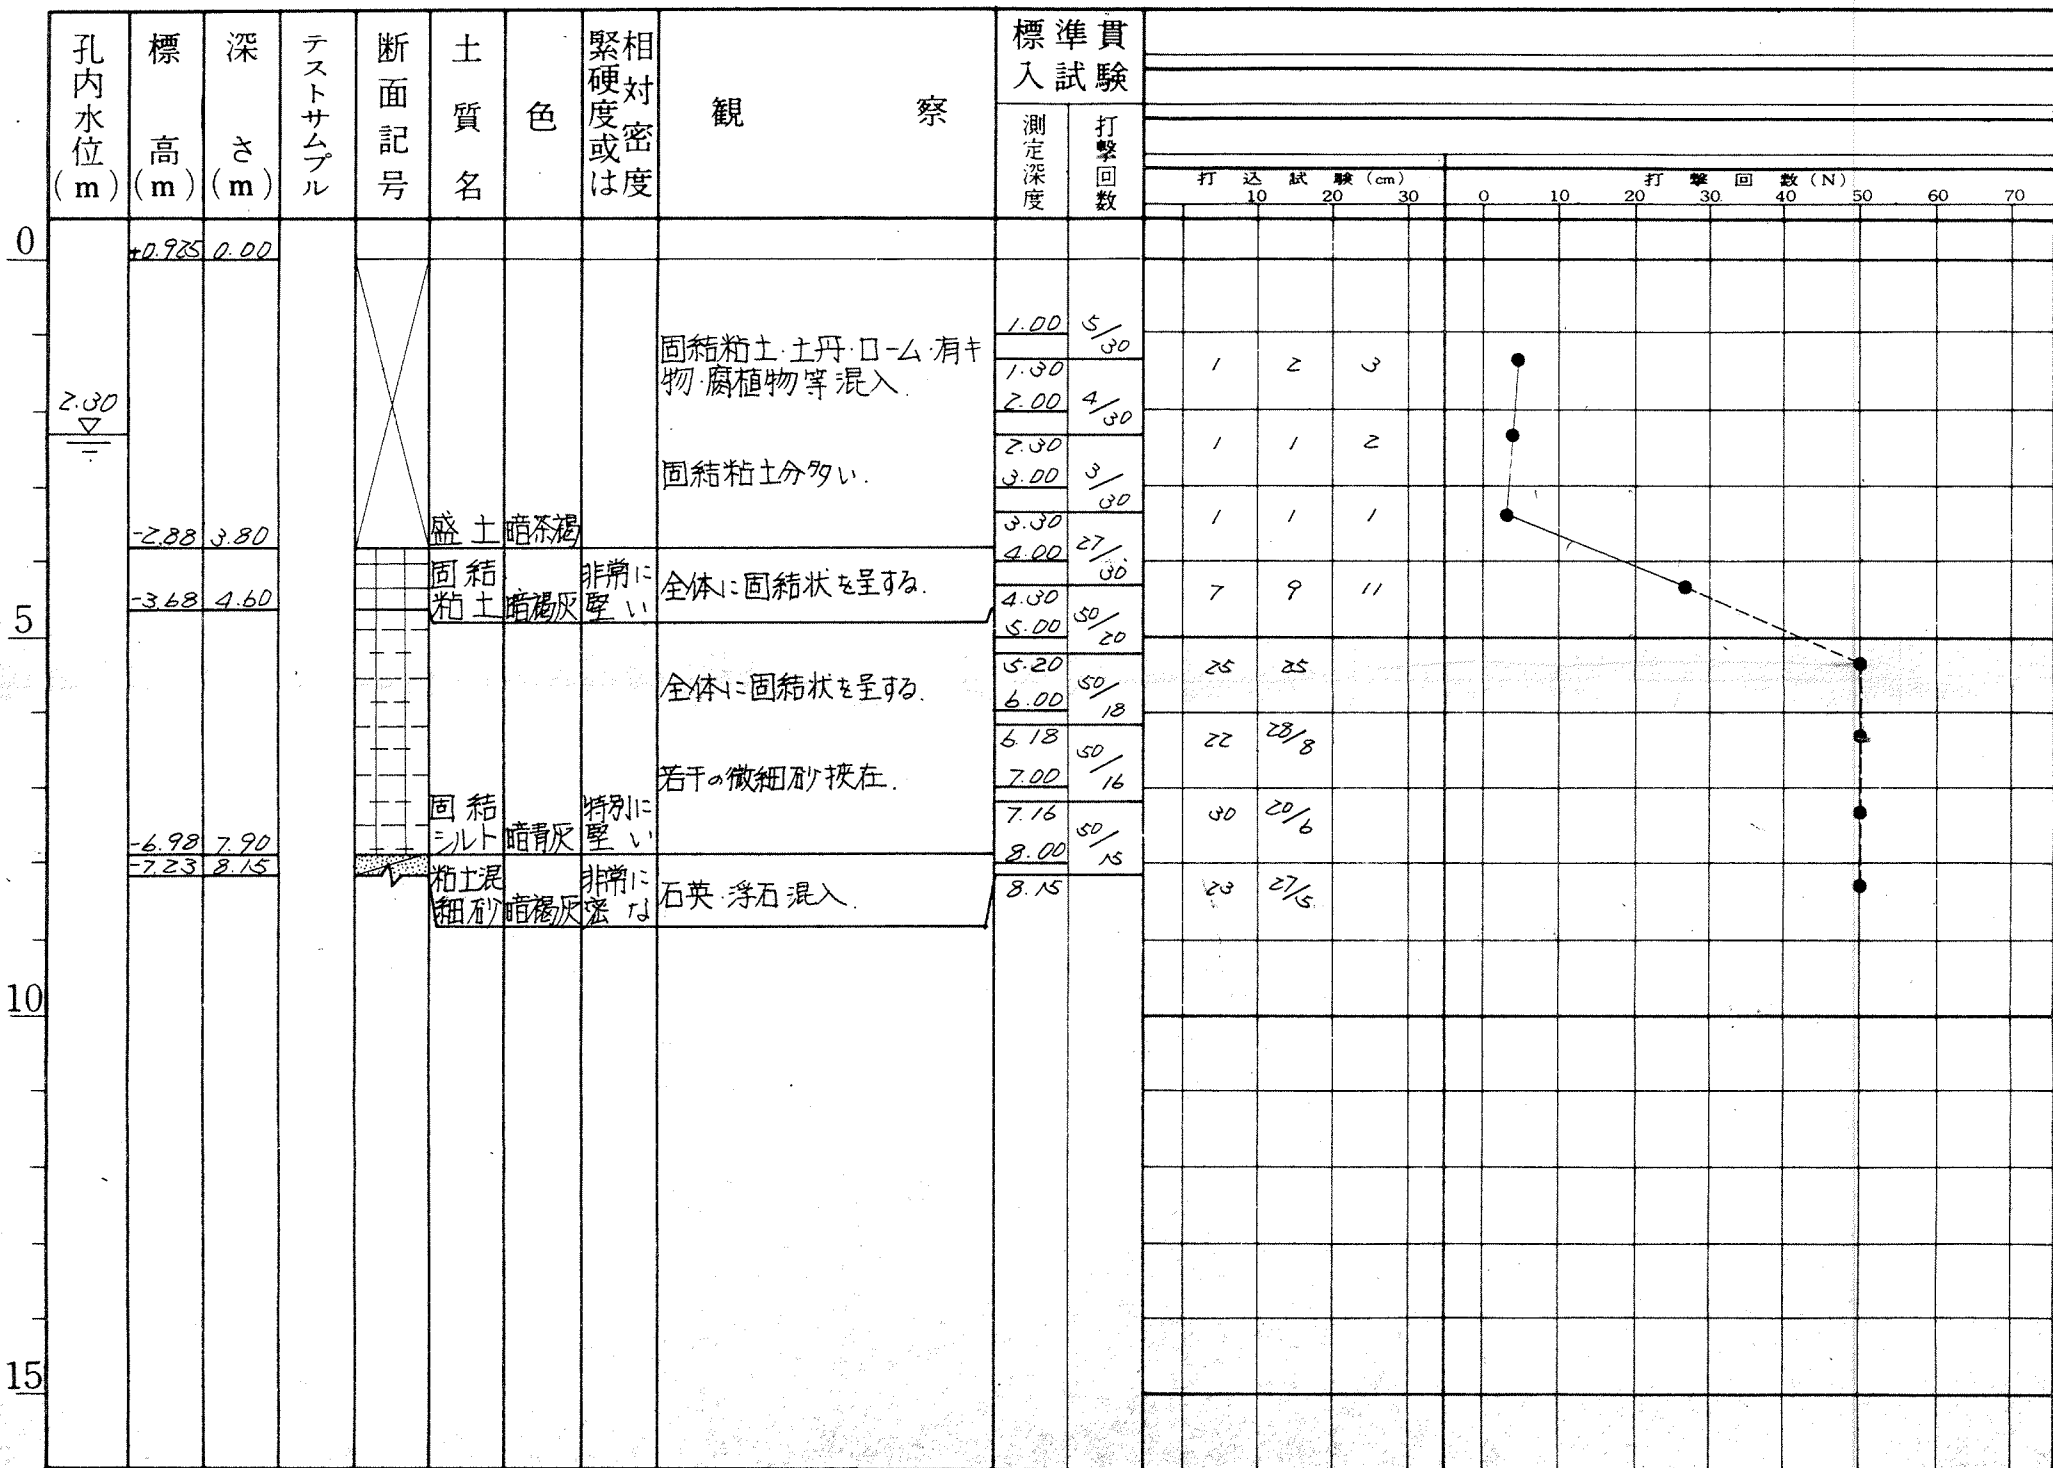 孔内水位(m)
標高(m)
深さ(m)
テストサムプル
断面記号
土質名
色
相対密度
緊硬度或は
観察
標準貫
入試験
測定深度
打撃回数
打込試験(cm)
10 20 30
打撃回数(N)
0 10 20 30 40 50 60 70
0
5
10
15
2.30
+0.925 0.00
-2.88 3.80
-3.68 4.60
-6.98 7.90
-7.23 8.15
盛土 暗茶褐
固結粘土・土丹・ローム・有キ
物・腐植物等混入.
固結粘土分多い.
固結
粘土 暗褐灰
非常に
堅い
全体に固結状を呈する.
固結
シルト 暗青灰
特別に
堅い
全体に固結状を呈する.
若干の微細砂挟在.
粘土混
細砂 暗褐灰
非常に
密な
石英・浮石混入.
1.00 5/30
1.30
2.00 4/30
2.30
3.00 3/30
3.30
4.00 27/30
4.30
5.00 50/20
5.20
6.00 50/18
6.18
7.00 50/16
7.16
8.00 50/15
8.15
1 2 3
1 1 2
1 1 1
7 9 11
25 25
22 28/8
30 20/6
23 27/5